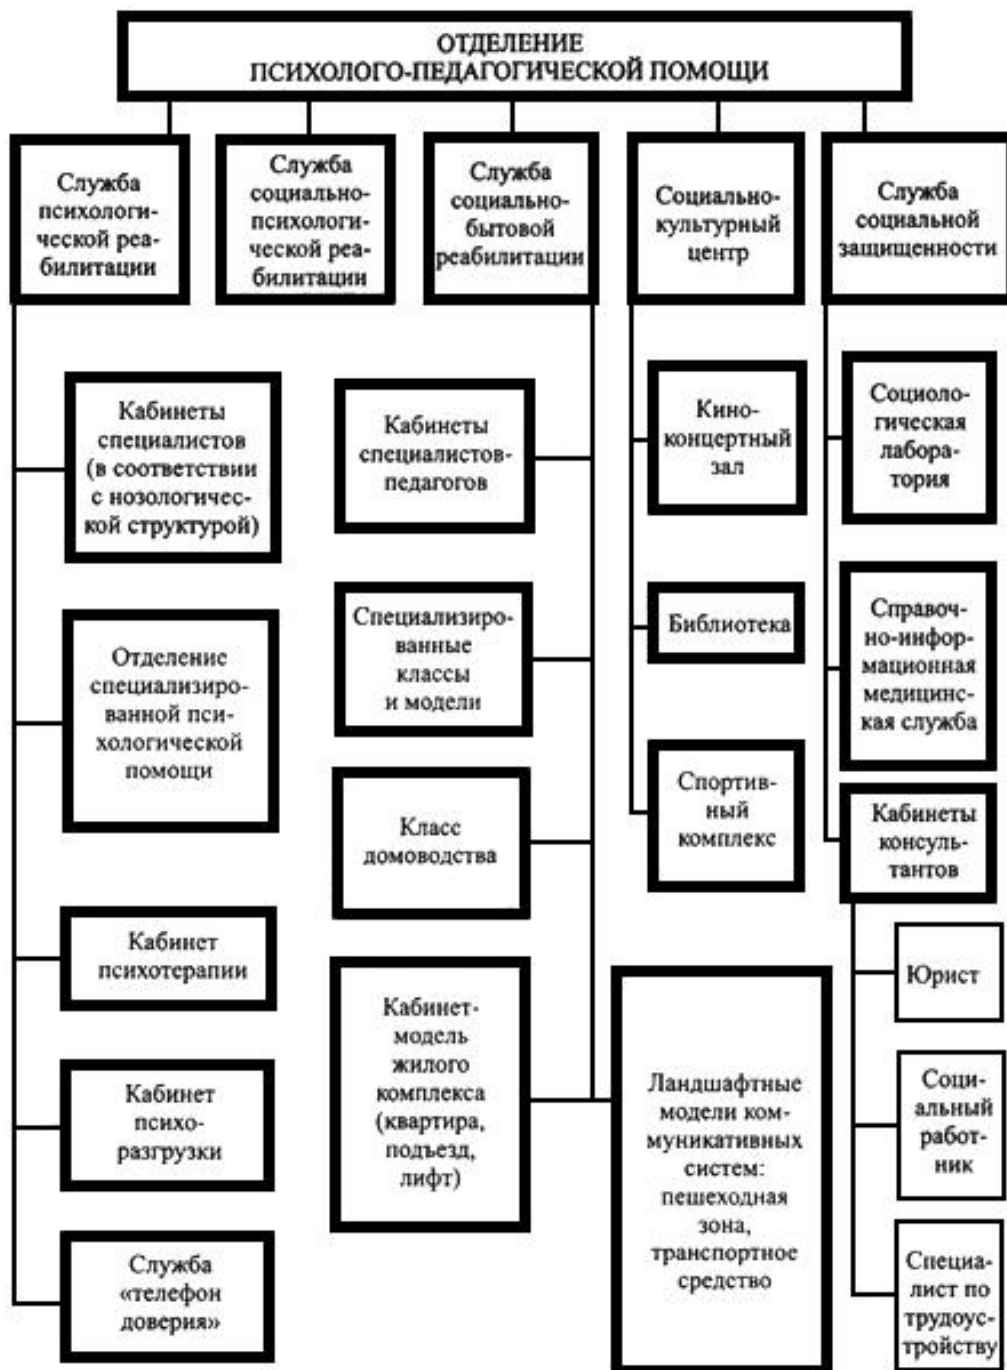 ОТДЕЛЕНИЕ
ПСИХОЛОГО-ПЕДАГОГИЧЕСКОЙ ПОМОЩИ
Служба
психологи-
ческой реа-
билитации
Служба
социально-
психологи-
ческой реа-
билитации
Служба
социально-
бытовой
реабилитации
Социально-
культурный
центр
Служба
социальной
защищенности
Кабинеты
специалистов
(в соответствии
с нозологичес-
кой структурой)
Отделение
специализиро-
ванной пси-
хологической
помощи
Кабинет
психотерапии
Кабинет
психо-
разгрузки
Служба
«телефон
доверия»
Кабинеты
специалистов-
педагогов
Специализиро-
ванные
классы
и модели
Класс
домоводства
Кабинет-
модель
жилого
комплекса
(квартира,
подъезд,
лифт)
Ландшафтные
модели ком-
муникативных
систем:
пешеходная
зона,
транспортное
средство
Кино-
концертный
зал
Библиотека
Спортив-
ный
комплекс
Социоло-
гическая
лабора-
тория
Справоч-
но-инфор-
мационная
медицинс-
кая служба
Кабинеты
консуль-
тантов
Юрист
Соци-
альный
работ-
ник
Специа-
лист по
трудоус-
тройству